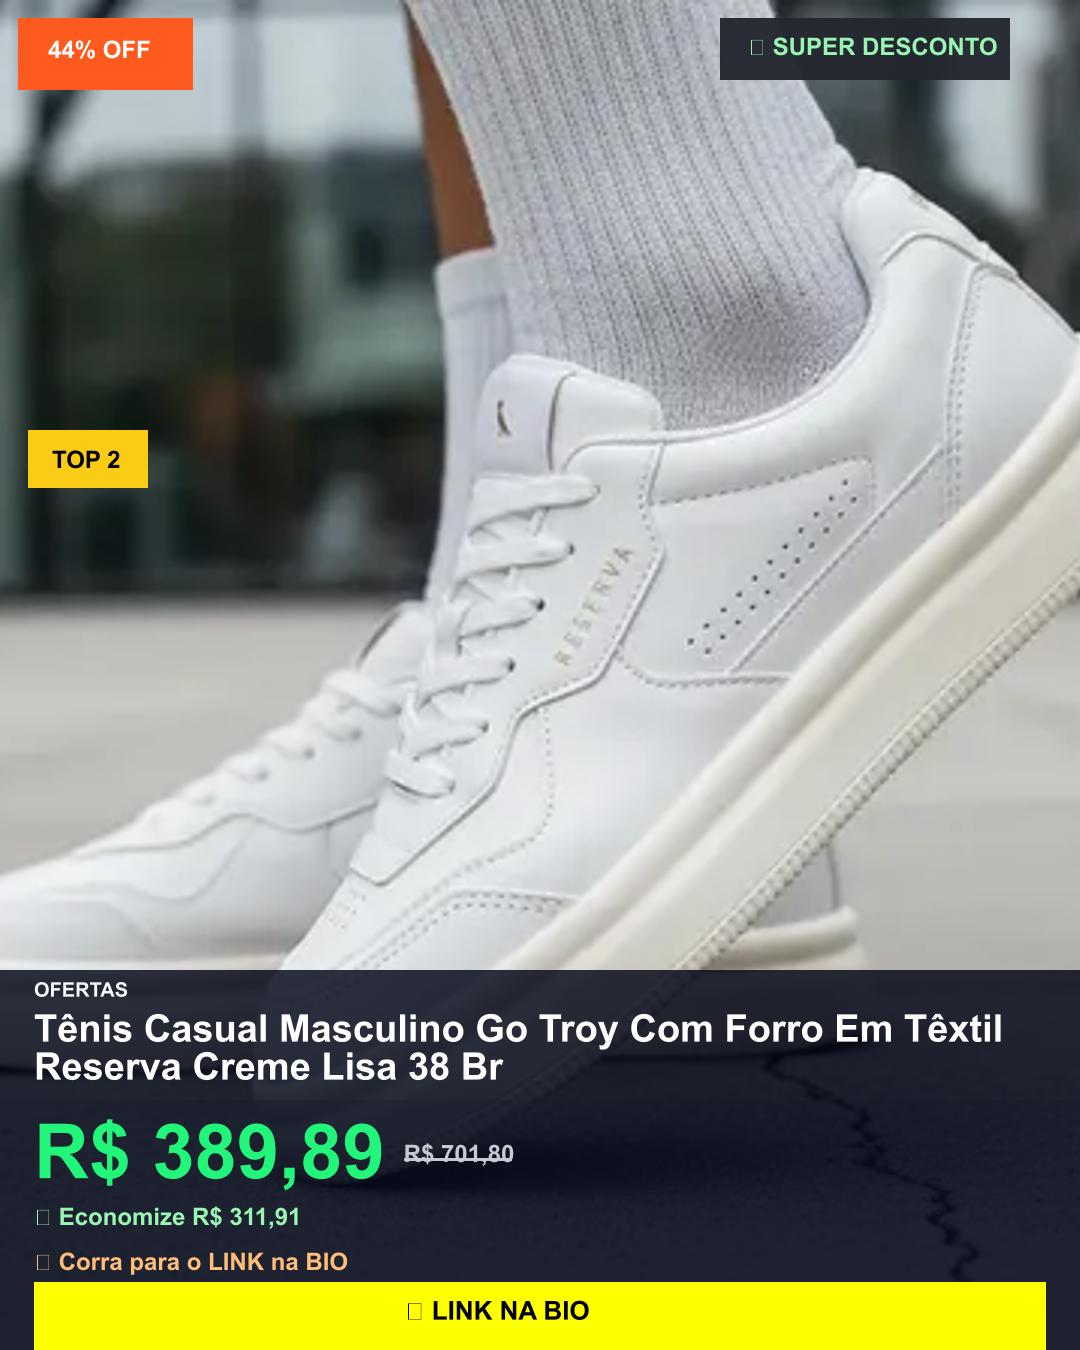 44% OFF
SUPER DESCONTO
TOP 2
RESERVA
OFERTAS
Tênis Casual Masculino Go Troy Com Forro Em Têxtil
Reserva Creme Lisa 38 Br
R$ 389,89 R$ 701,80
Economize R$ 311,91
Corra para o LINK na BIO
LINK NA BIO